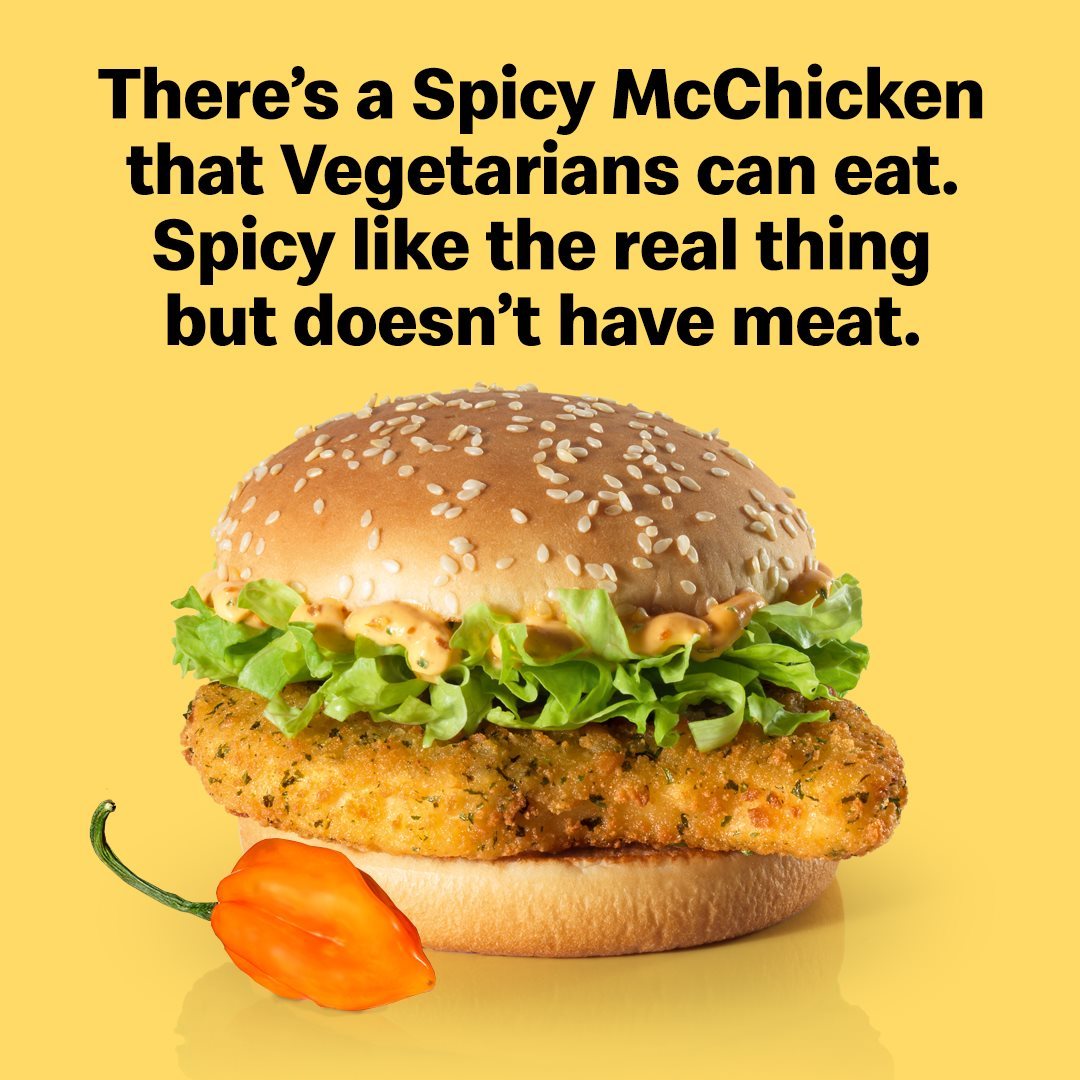 There’s a Spicy McChicken
that Vegetarians can eat.
Spicy like the real thing
but doesn’t have meat.